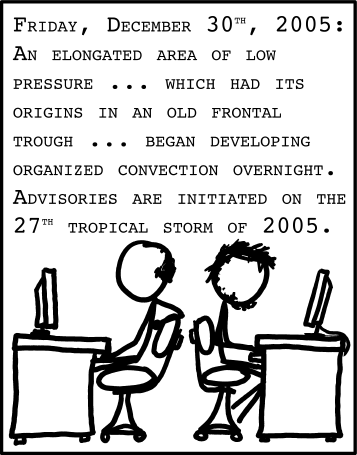 Friday, December 30th, 2005:
An elongated area of low
pressure ... which had its
origins in an old frontal
trough ... began developing
organized convection overnight.
Advisories are initiated on the
27th tropical storm of 2005.